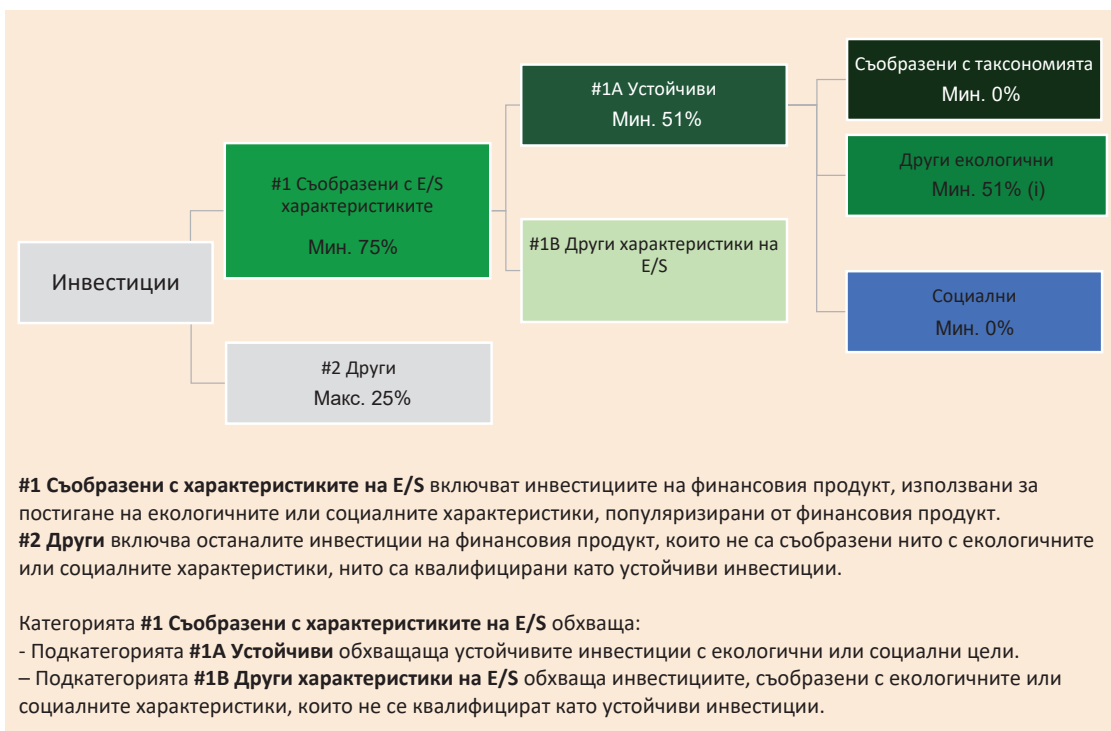 Съобразени с таксономията
Мин. 0%
#1A Устойчиви
Мин. 51%
Други екологични
Мин. 51% (i)
#1 Съобразени с E/S
характеристиките
Мин. 75%
#1B Други характеристики на
E/S
Инвестиции
Социални
Мин. 0%
#2 Други
Макс. 25%
#1 Съобразени с характеристиките на E/S включват инвестициите на финансовия продукт, използвани за
постигане на екологичните или социалните характеристики, популяризирани от финансовия продукт.
#2 Други включва останалите инвестиции на финансовия продукт, които не са съобразени нито с екологичните
или социалните характеристики, нито са квалифицирани като устойчиви инвестиции.
Категорията #1 Съобразени с характеристиките на E/S обхваща:
- Подкатегорията #1A Устойчиви обхващаща устойчивите инвестиции с екологични или социални цели.
– Подкатегорията #1B Други характеристики на E/S обхваща инвестициите, съобразени с екологичните или
социалните характеристики, които не се квалифицират като устойчиви инвестиции.